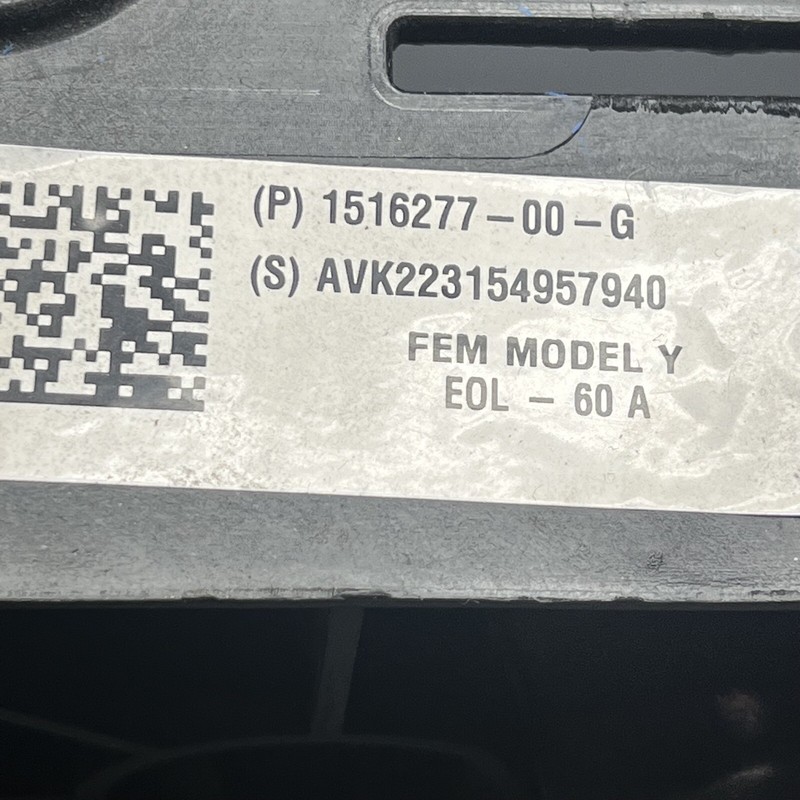 (P) 1516277-00-G
(S) AVK223154957940
FEM MODEL Y
EOL - 60 A